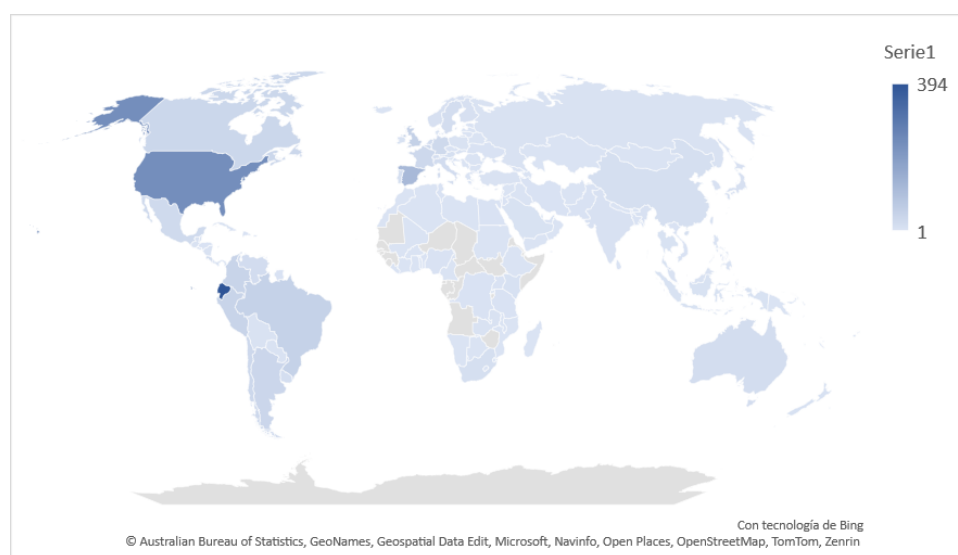 Serie1
394
1
Con tecnología de Bing
© Australian Bureau of Statistics, GeoNames, Geospatial Data Edit, Microsoft, Navinfo, Open Places, OpenStreetMap, TomTom, Zenrin